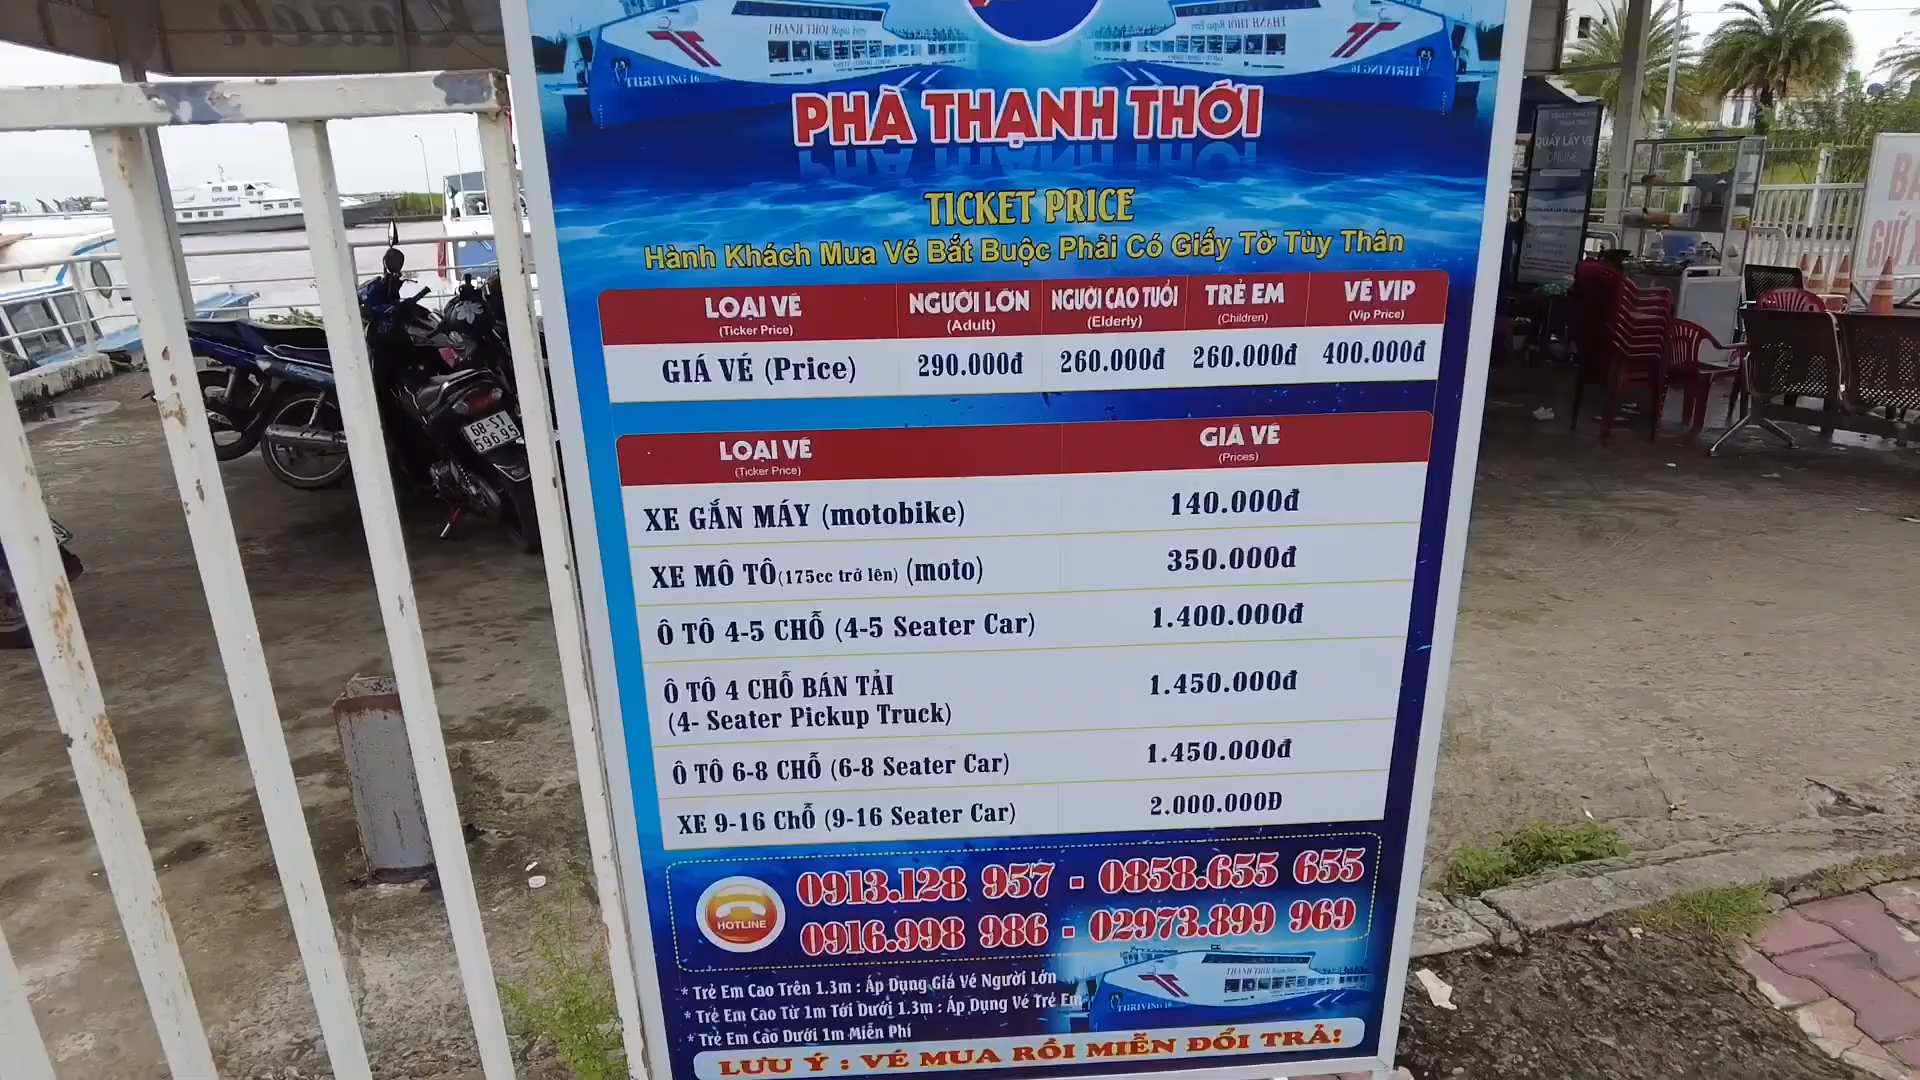 THANH THOI Rapat Ferry
THRIVING 16
PHÀ THẠNH THỚI
TICKET PRICE
Hành Khách Mua Vé Bắt Buộc Phải Có Giấy Tờ Tùy Thân
LOẠI VÉ NGƯỜI LỚN NGƯỜI CAO TUỔI TRẺ EM VÉ VIP
(Ticker Price) (Adult) (Elderly) (Children) (Vip Price)
GIÁ VÉ (Price) 290.000đ 260.000đ 260.000đ 400.000đ
LOẠI VÉ GIÁ VÉ
(Ticker Price) (Prices)
XE GẮN MÁY (motobike) 140.000đ
XE MÔ TÔ(175cc trở lên) (moto) 350.000đ
Ô TÔ 4-5 CHỖ (4-5 Seater Car) 1.400.000đ
Ô TÔ 4 CHỖ BÁN TẢI 1.450.000đ
(4- Seater Pickup Truck)
Ô TÔ 6-8 CHỖ (6-8 Seater Car) 1.450.000đ
XE 9-16 ChỖ (9-16 Seater Car) 2.000.000Đ
HOTLINE
0913.128 957 - 0858.655 655
0916.998 986 - 02973.899 969
* Trẻ Em Cao Trên 1.3m : Áp Dụng Giá Vé Người Lớn
* Trẻ Em Cao Từ 1m Tới Dưới 1.3m : Áp Dụng Vé Trẻ Em
* Trẻ Em Cao Dưới 1m Miễn Phí
LƯU Ý : VÉ MUA RỒI MIỄN ĐỔI TRẢ!
68-S1
596.95
QUẦY LẤY VÉ
ONLINE